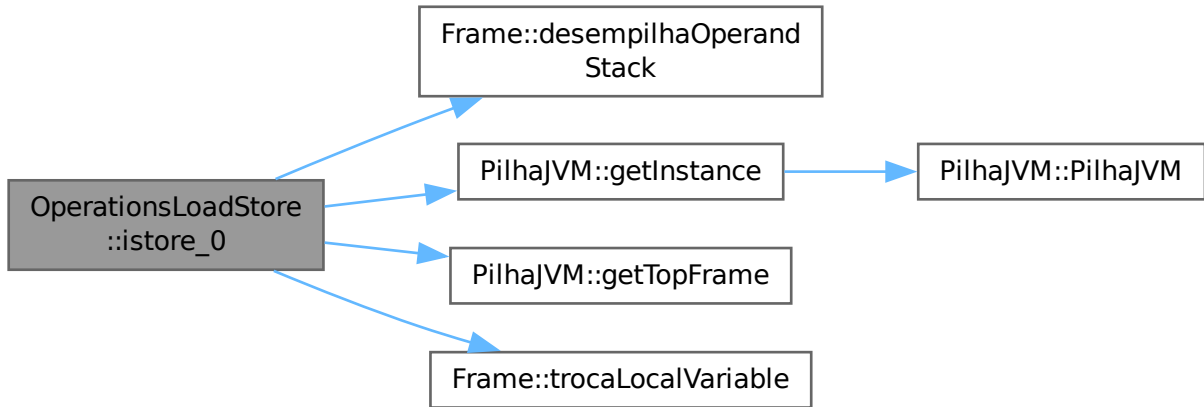 OperationsLoadStore
::istore_0
Frame::desempilhaOperand
Stack
PilhaJVM::getInstance
PilhaJVM::PilhaJVM
PilhaJVM::getTopFrame
Frame::trocaLocalVariable